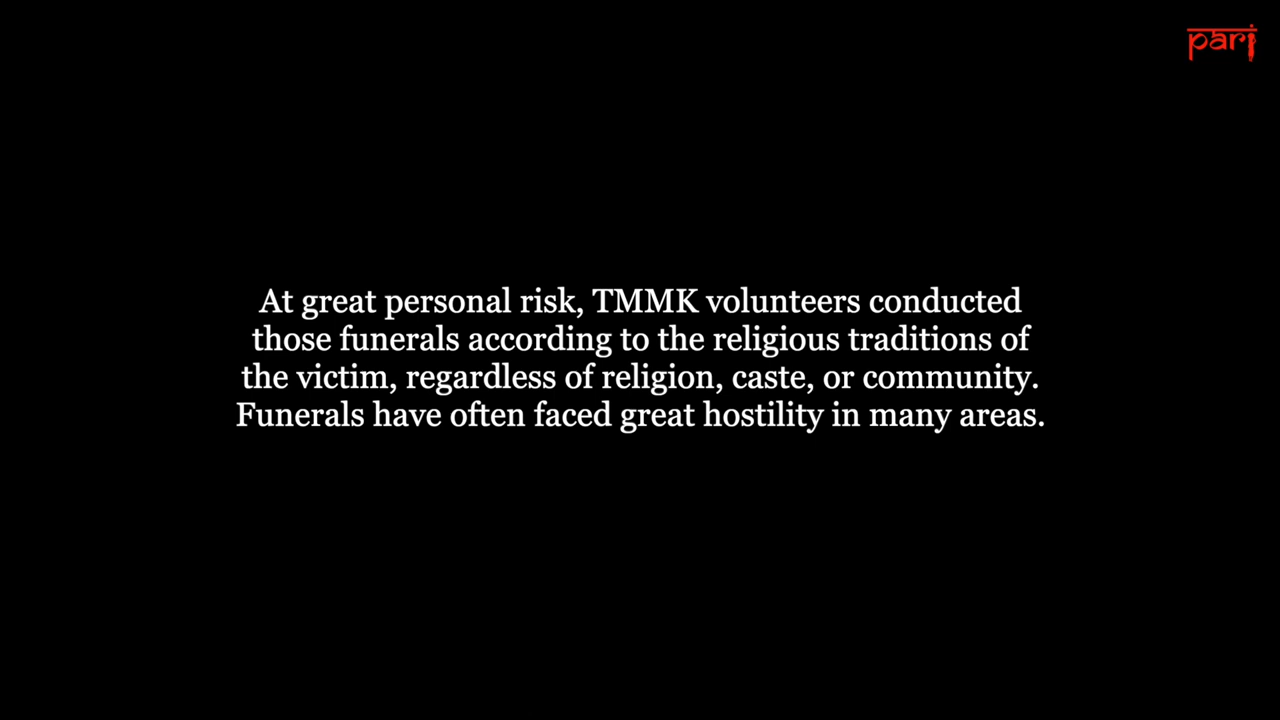 pari
At great personal risk, TMMK volunteers conducted
those funerals according to the religious traditions of
the victim, regardless of religion, caste, or community.
Funerals have often faced great hostility in many areas.